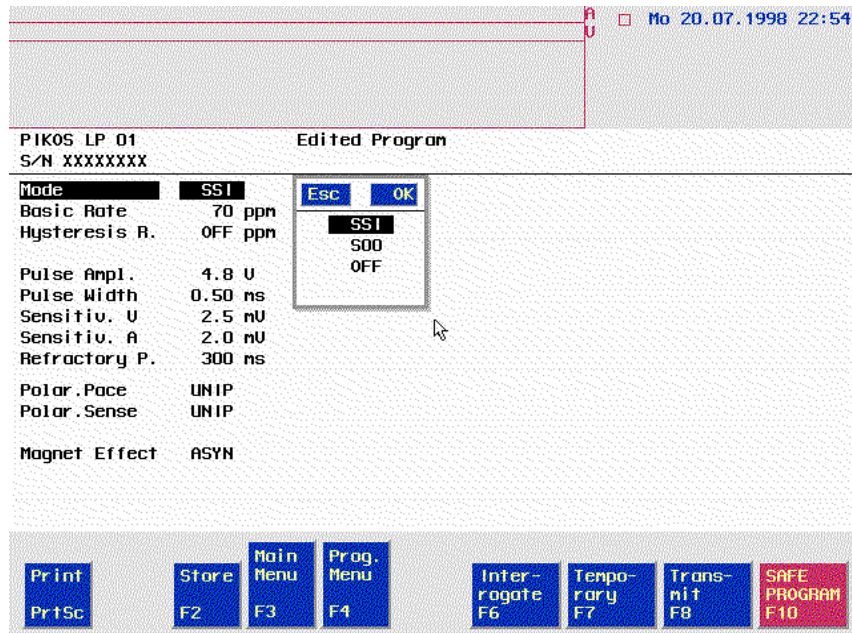 A
V
Mo 20.07.1998 22:54
PIKOS LP 01 Edited Program
S/N XXXXXXXX
Mode SSI
Basic Rate 70 ppm
Hysteresis R. OFF ppm
Pulse Ampl. 4.8 V
Pulse Width 0.50 ms
Sensitiv. V 2.5 mV
Sensitiv. A 2.0 mV
Refractory P. 300 ms
Polar.Pace UNIP
Polar.Sense UNIP
Magnet Effect ASYN
Esc OK
SSI
SOO
OFF
Print
PrtSc
Store
F2
Main
Menu
F3
Prog.
Menu
F4
Inter-
rogate
F6
Tempo-
rary
F7
Trans-
mit
F8
SAFE
PROGRAM
F10